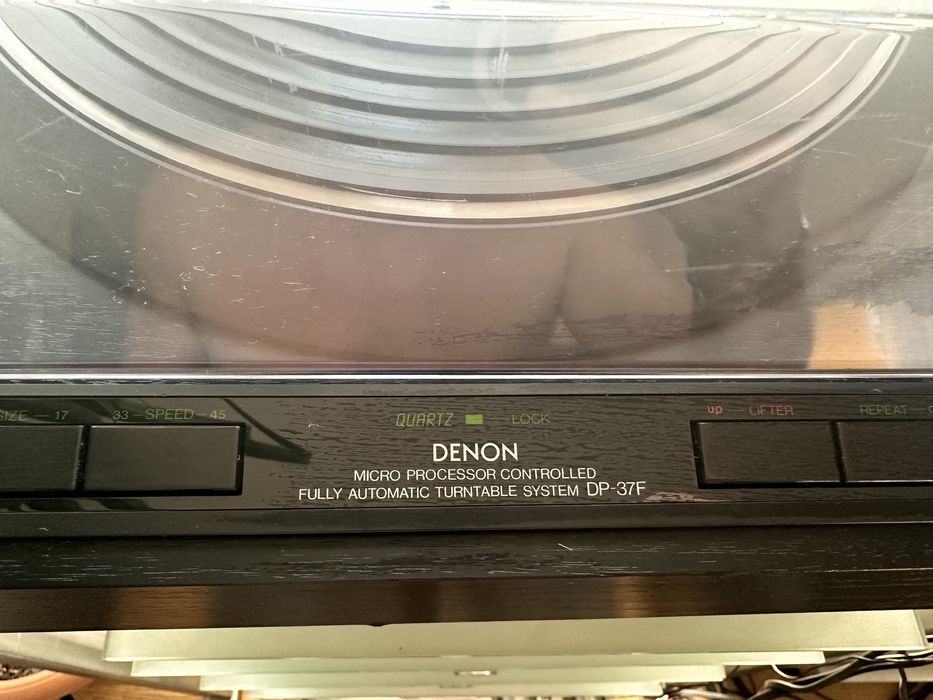 SIZE — 17
33 — SPEED — 45
QUARTZ LOCK
up — LIFTER
REPEAT —
DENON
MICRO PROCESSOR CONTROLLED
FULLY AUTOMATIC TURNTABLE SYSTEM DP-37F